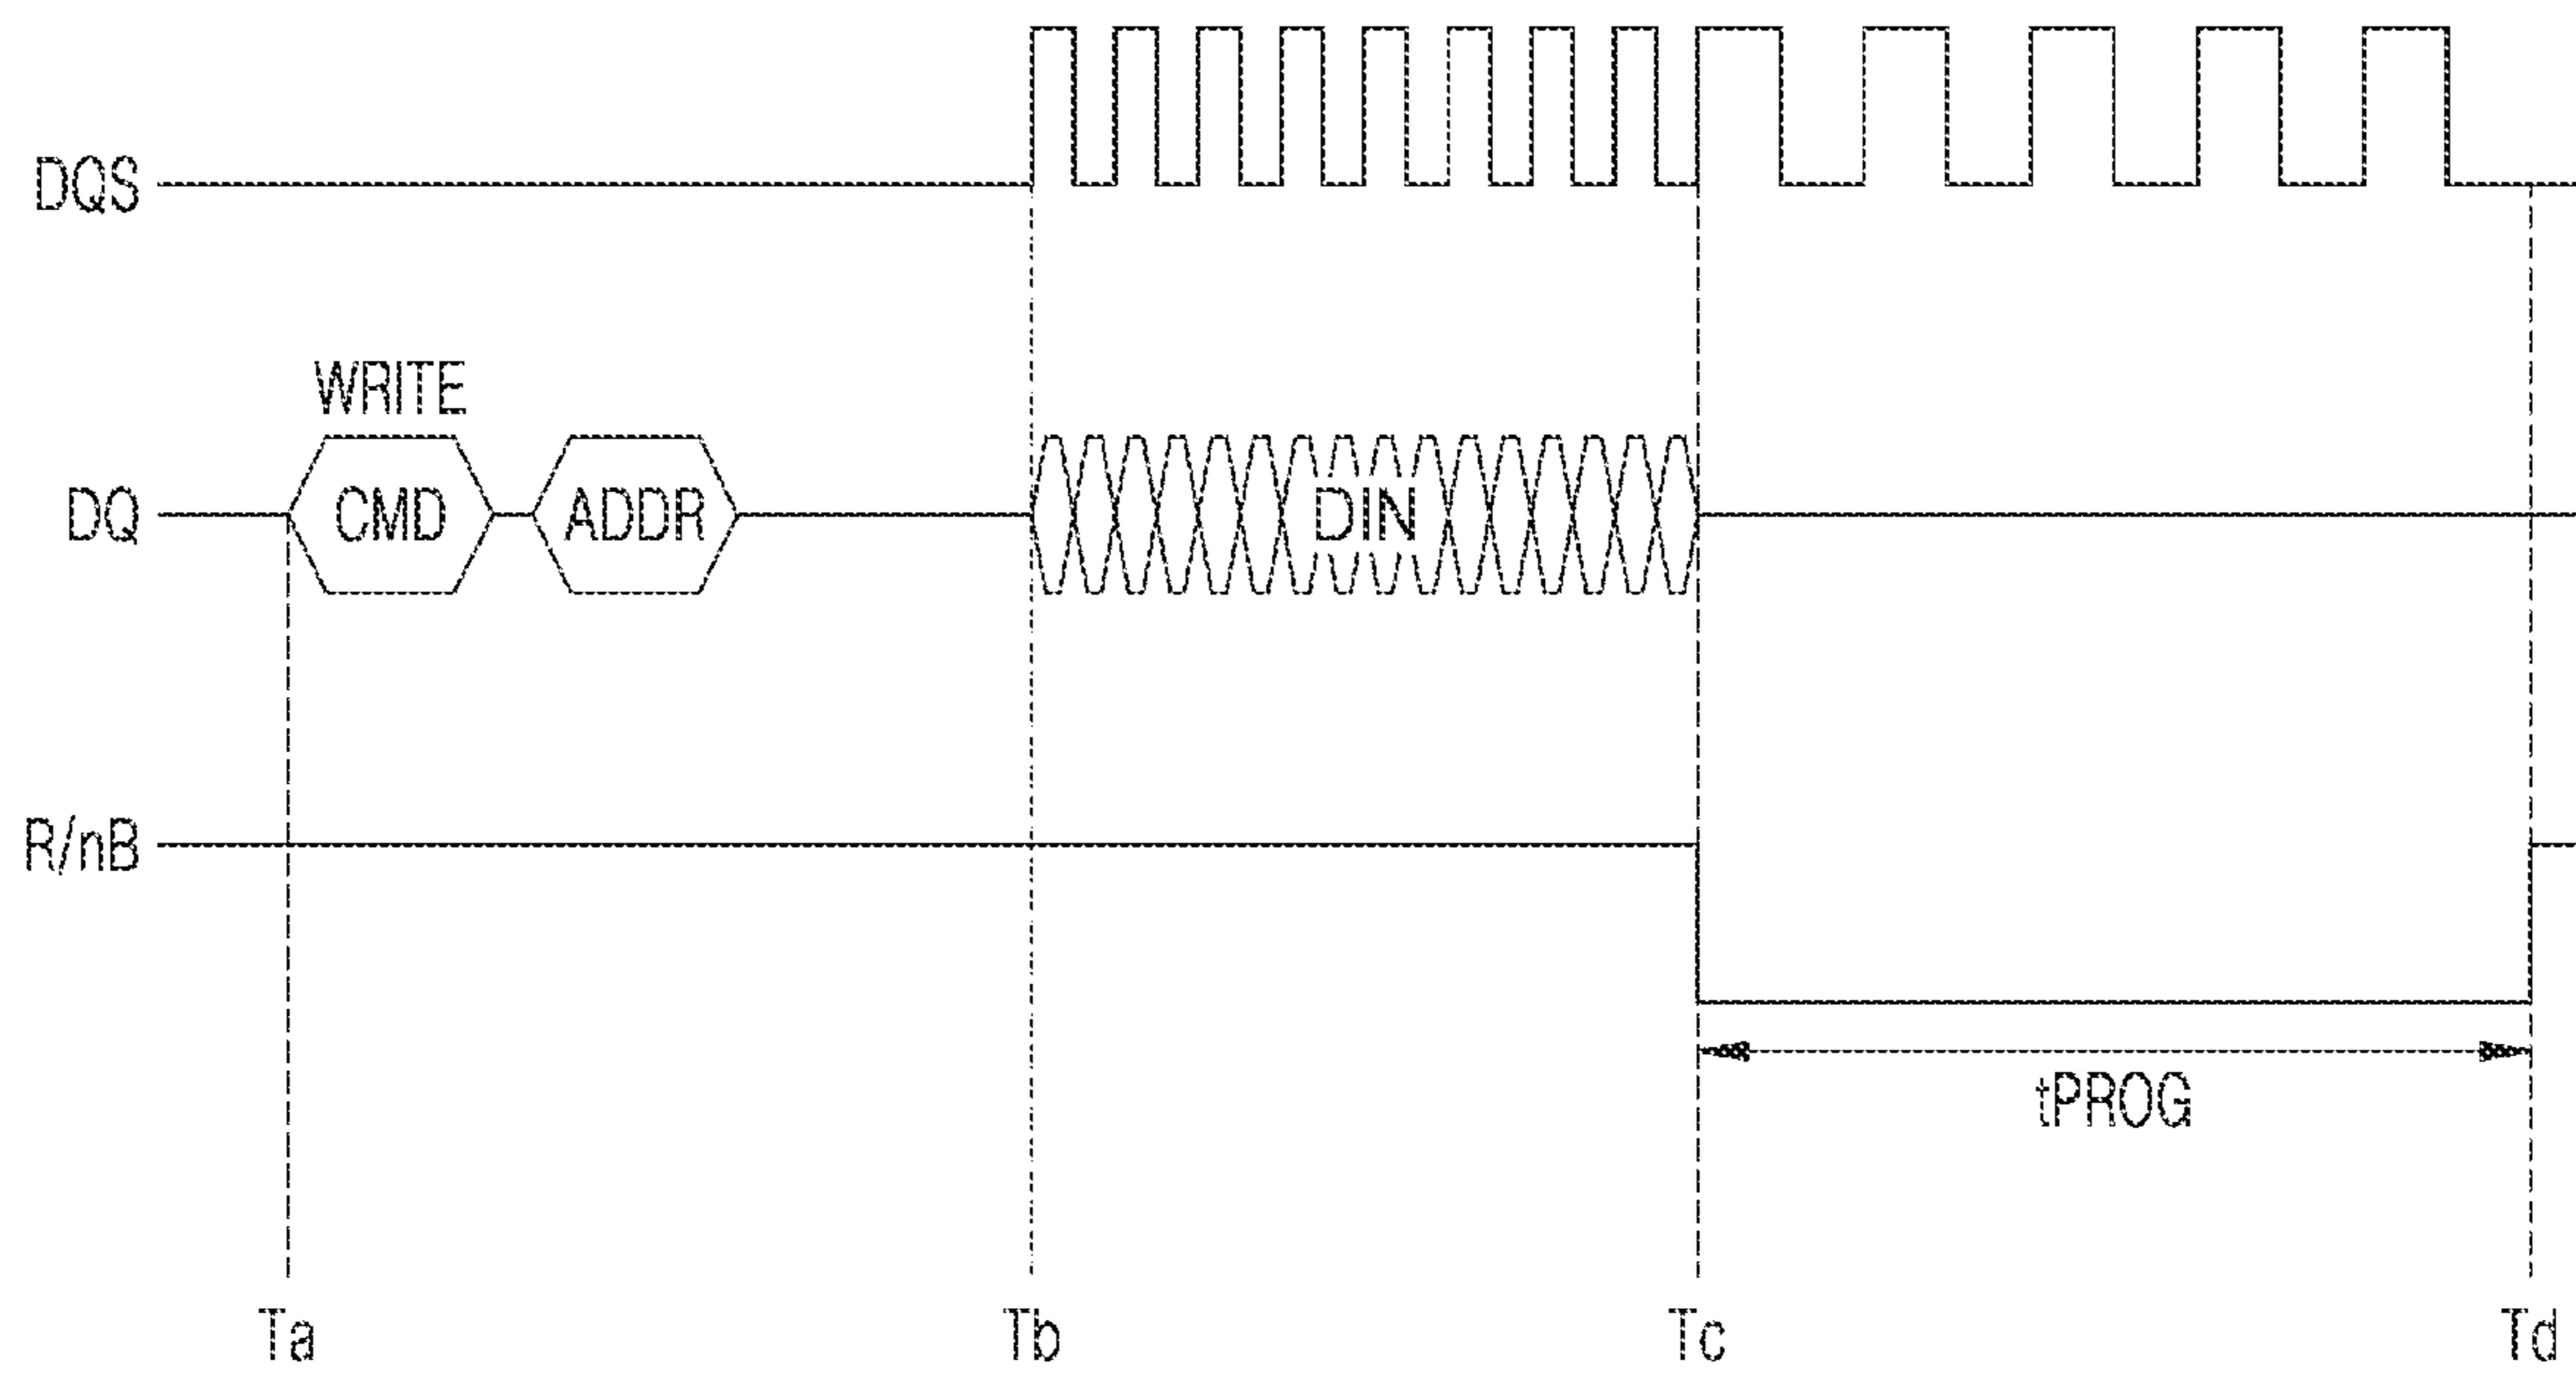 DQS
WRITE
DQ
CMD
ADDR
DIN
R/nB
tPROG
Ta
Tb
Tc
Td